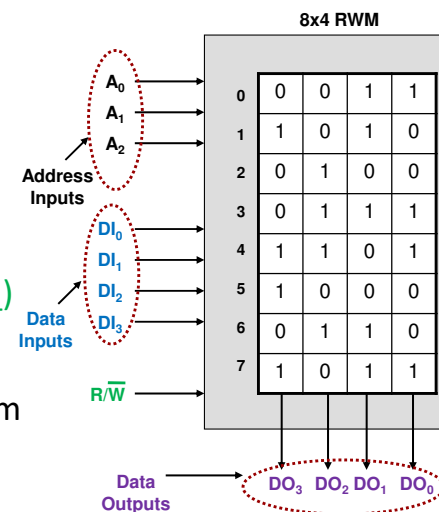 8x4 RWM
A₀
A₁
A₂
Address
Inputs
DI₀
DI₁
DI₂
DI₃
)
Data
Inputs
R/W̅
m
0 0 0 1 1
1 1 0 1 0
2 0 1 0 0
3 0 1 1 1
4 1 1 0 1
5 1 0 0 0
6 0 1 1 0
7 1 0 1 1
Data
Outputs
DO₃ DO₂ DO₁ DO₀